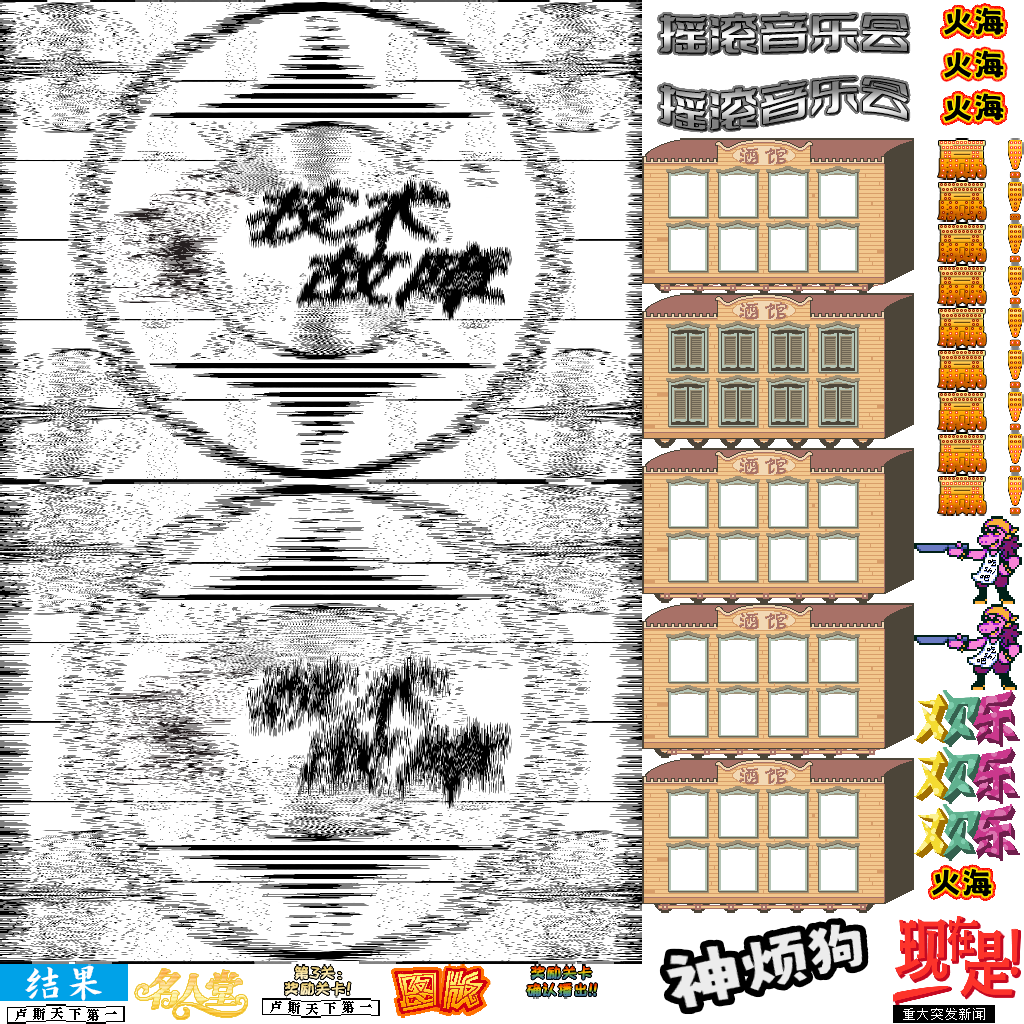 摇滚音乐会
摇滚音乐会
火海
火海
火海
技术
故障
酒馆
酒馆
酒馆
酒馆
酒馆
欢乐
欢乐
欢乐
火海
神烦狗
现在是!
重大突发新闻
结果
卢斯天下第一
名人堂
第3关:
奖励关卡!
卢斯天下第一
图版
奖励关卡
确认播出!!